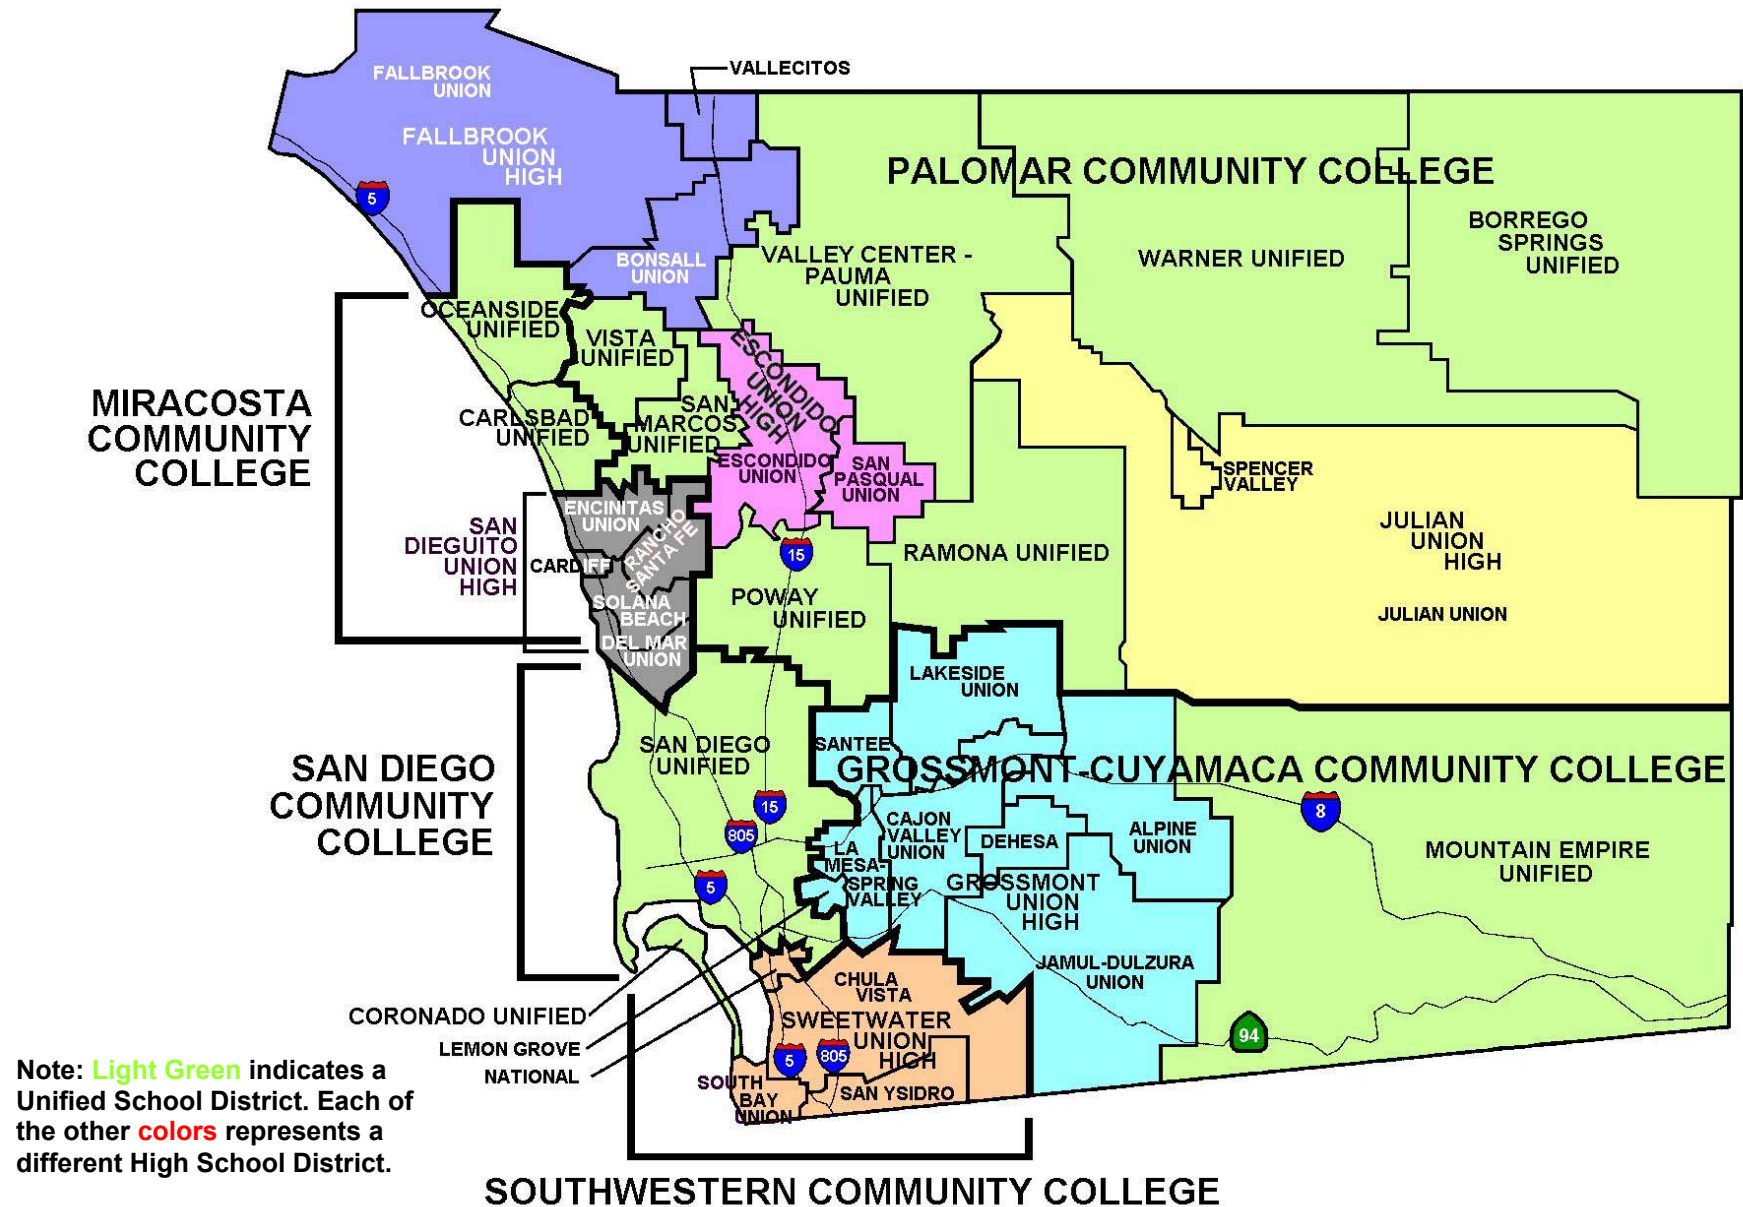 VALLECITOS
FALLBROOK
UNION
FALLBROOK
UNION
HIGH
5
PALOMAR COMMUNITY COLLEGE
BORREGO
SPRINGS
UNIFIED
WARNER UNIFIED
VALLEY CENTER -
PAUMA
UNIFIED
BONSALL
UNION
OCEANSIDE
UNIFIED
VISTA
UNIFIED
ESCONDIDO
UNION
HIGH
MIRACOSTA
COMMUNITY
COLLEGE
CARLSBAD
UNIFIED
SAN
MARCOS
UNIFIED
ESCONDIDO
UNION
SAN
PASQUAL
UNION
SPENCER
VALLEY
SAN
DIEGUITO
UNION
HIGH
ENCINITAS
UNION
RANCHO
SANTA FE
CARDIFF
SOLANA
BEACH
DEL MAR
UNION
15
RAMONA UNIFIED
JULIAN
UNION
HIGH
JULIAN UNION
POWAY
UNIFIED
LAKESIDE
UNION
SAN DIEGO
COMMUNITY
COLLEGE
SAN DIEGO
UNIFIED
SANTEE
GROSSMONT-CUYAMACA COMMUNITY COLLEGE
15
805
5
8
CAJON
VALLEY
UNION
LA
MESA-
SPRING
VALLEY
DEHESA
ALPINE
UNION
GROSSMONT
UNION
HIGH
MOUNTAIN EMPIRE
UNIFIED
JAMUL-DULZURA
UNION
CHULA
VISTA
SWEETWATER
UNION
HIGH
94
5
805
CORONADO UNIFIED
LEMON GROVE
NATIONAL
SOUTH
BAY
UNION
SAN YSIDRO
Note: Light Green indicates a
Unified School District. Each of
the other colors represents a
different High School District.
SOUTHWESTERN COMMUNITY COLLEGE